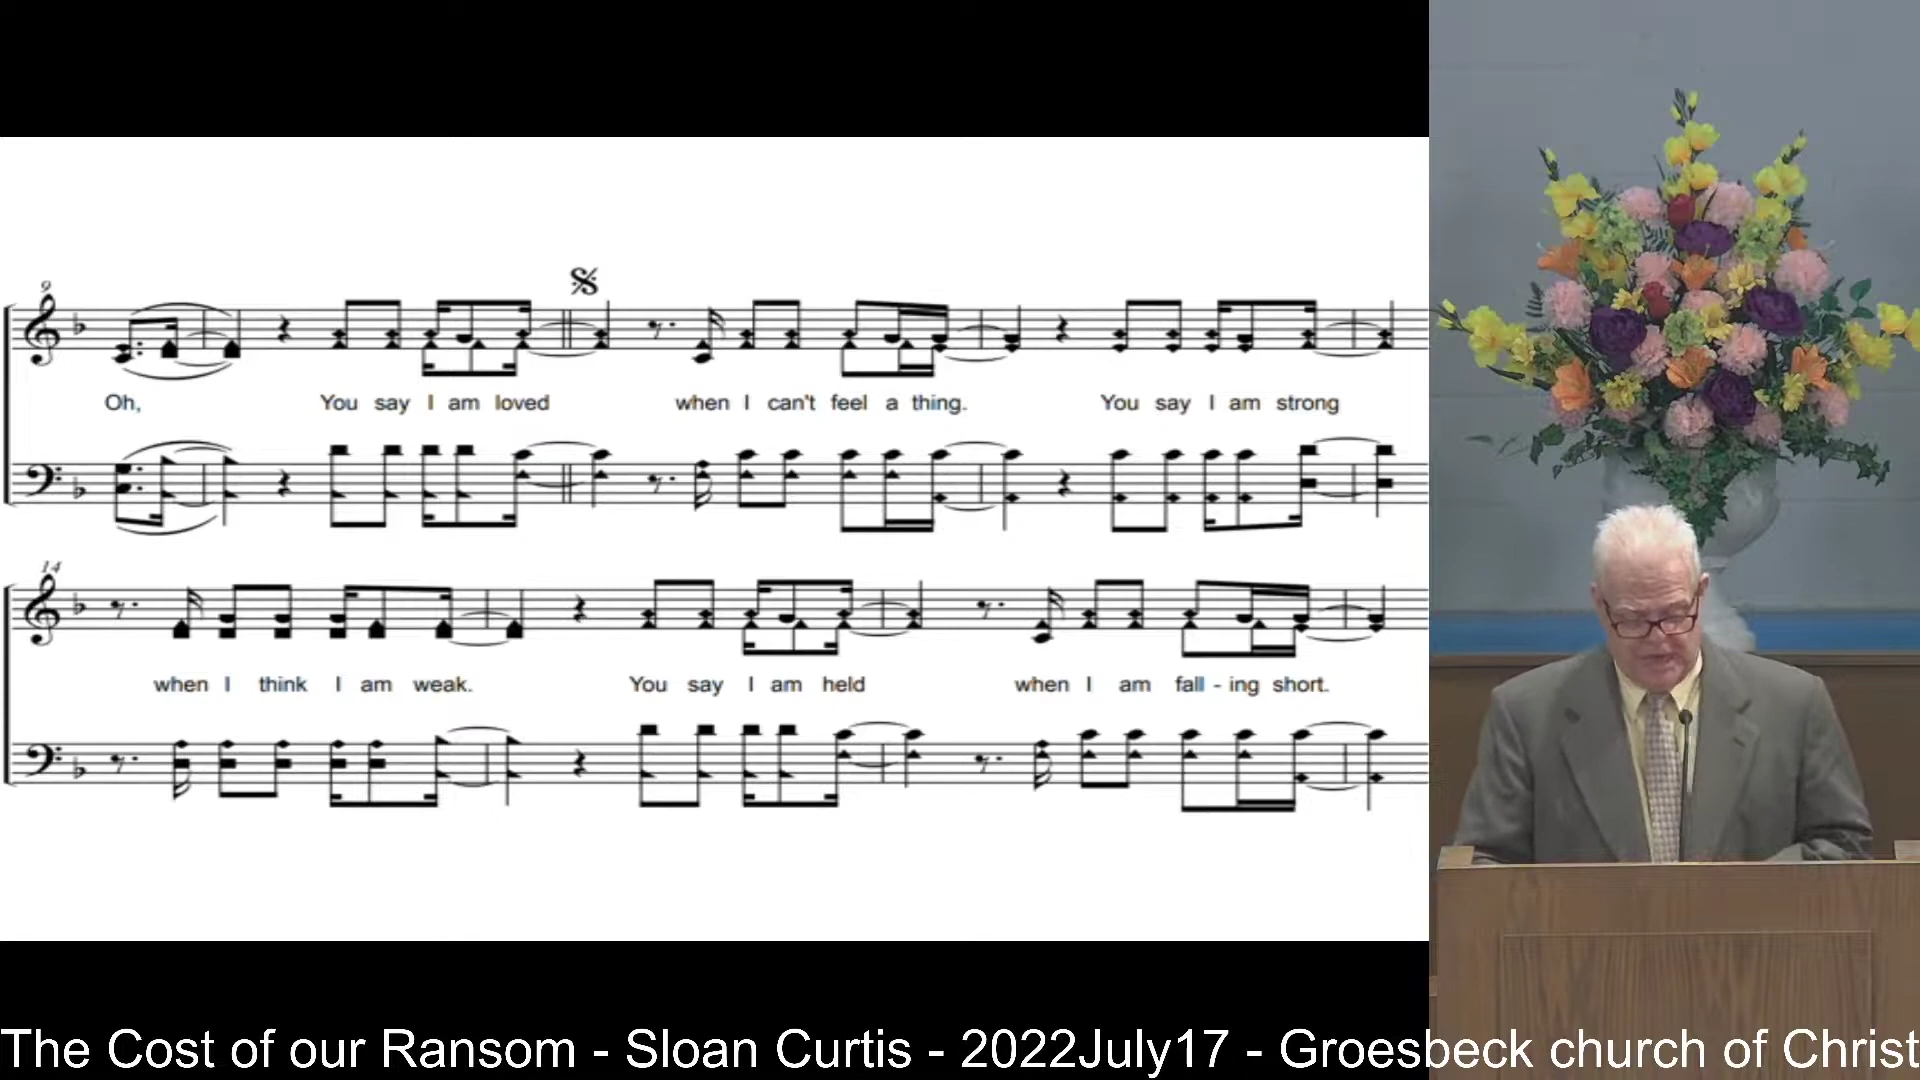 9
Oh, You say I am loved when I can't feel a thing. You say I am strong
14
when I think I am weak. You say I am held when I am fall - ing short.
The Cost of our Ransom - Sloan Curtis - 2022July17 - Groesbeck church of Christ